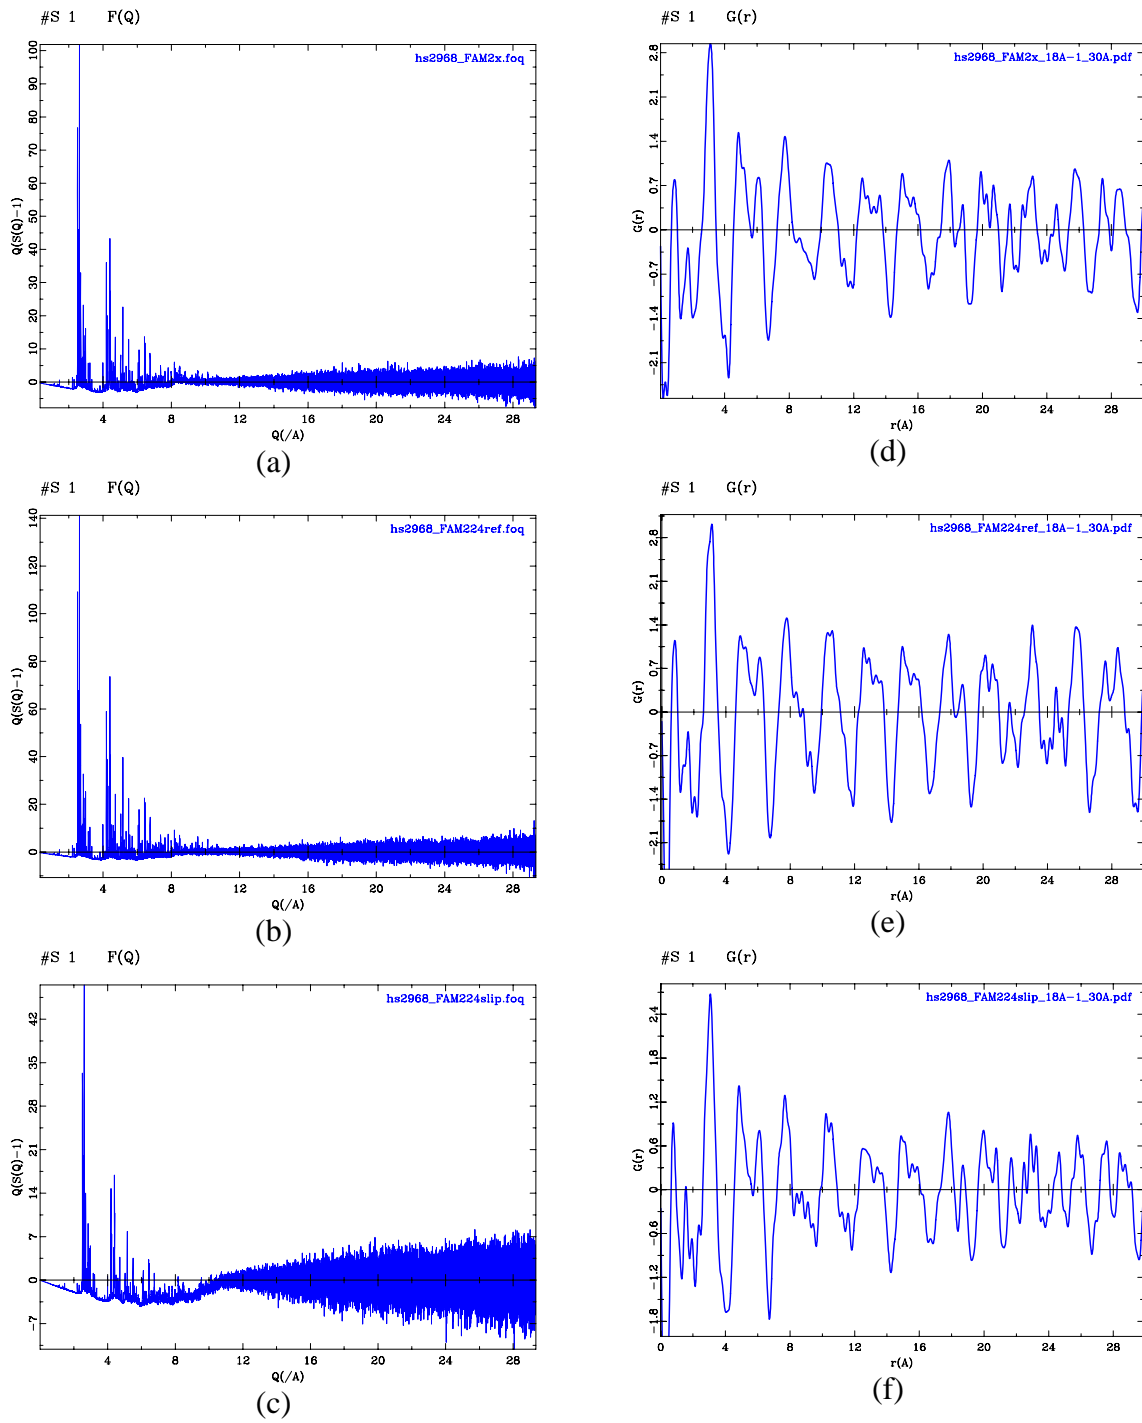 #S 1 F(Q)
hs2968_FAM2x.foq
Q(S(Q)-1)
0 10 20 30 40 50 60 70 80 90 100
4 8 12 16 20 24 28
Q(/A)
(a)
#S 1 G(r)
hs2968_FAM2x_18A-1_30A.pdf
G(r)
-2.1 -1.4 -0.7 0 0.7 1.4 2.1 2.8
0 4 8 12 16 20 24 28
r(A)
(d)
#S 1 F(Q)
hs2968_FAM224ref.foq
Q(S(Q)-1)
0 20 40 60 80 100 120 140
4 8 12 16 20 24 28
Q(/A)
(b)
#S 1 G(r)
hs2968_FAM224ref_18A-1_30A.pdf
G(r)
-2.1 -1.4 -0.7 0 0.7 1.4 2.1 2.8
0 4 8 12 16 20 24 28
r(A)
(e)
#S 1 F(Q)
hs2968_FAM224slip.foq
Q(S(Q)-1)
-7 0 7 14 21 28 35 42
4 8 12 16 20 24 28
Q(/A)
(c)
#S 1 G(r)
hs2968_FAM224slip_18A-1_30A.pdf
G(r)
-1.8 -1.2 -0.6 0 0.6 1.2 1.8 2.4
0 4 8 12 16 20 24 28
r(A)
(f)